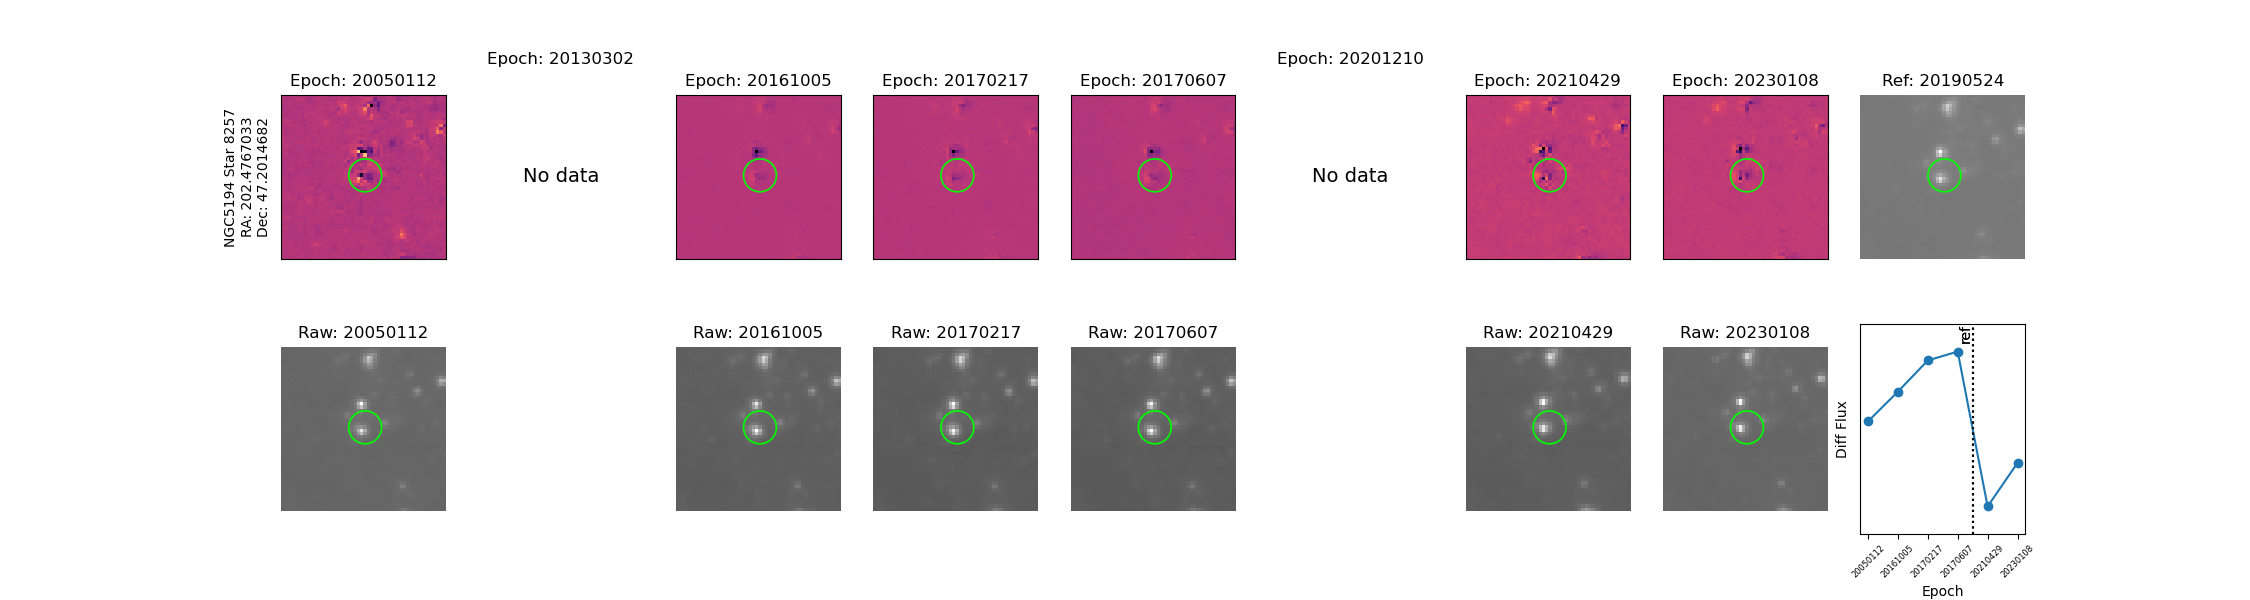 Epoch: 20130302
Epoch: 20201210
Epoch: 20050112
Epoch: 20161005
Epoch: 20170217
Epoch: 20170607
Epoch: 20210429
Epoch: 20230108
Ref: 20190524
NGC5194 Star 8257
RA: 202.4767033
Dec: 47.2014682
No data
No data
Raw: 20050112
Raw: 20161005
Raw: 20170217
Raw: 20170607
Raw: 20210429
Raw: 20230108
ref
Diff Flux
20050112
20161005
20170217
20170607
20210429
20230108
Epoch